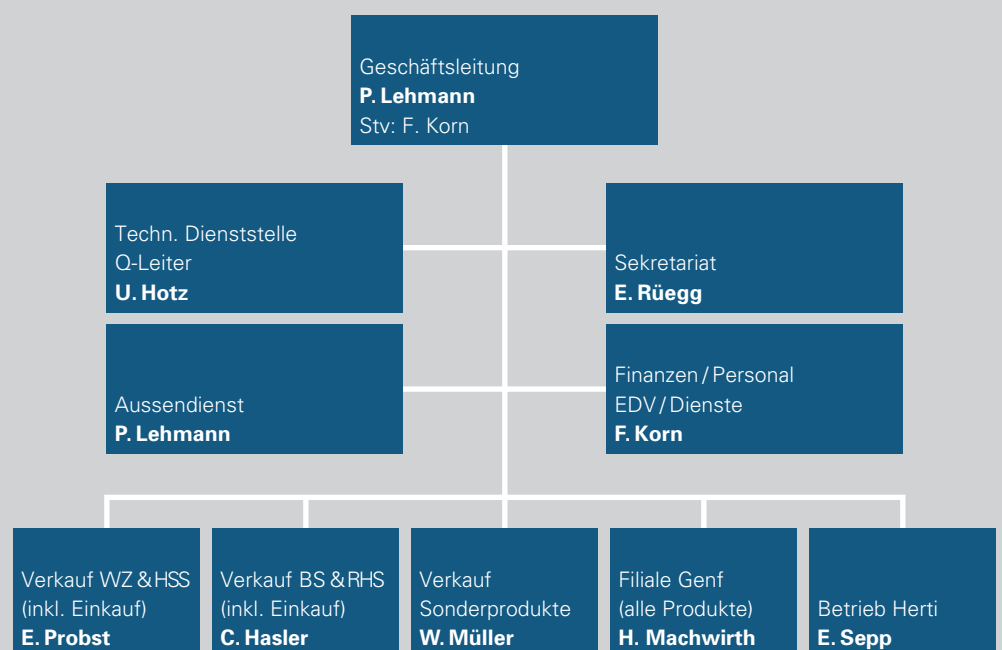 Geschäftsleitung
P. Lehmann
Stv: F. Korn
Techn. Dienststelle
Q-Leiter
U. Hotz
Sekretariat
E. Rüegg
Aussendienst
P. Lehmann
Finanzen / Personal
EDV / Dienste
F. Korn
Verkauf WZ & HSS
(inkl. Einkauf)
E. Probst
Verkauf BS & RHS
(inkl. Einkauf)
C. Hasler
Verkauf
Sonderprodukte
W. Müller
Filiale Genf
(alle Produkte)
H. Machwirth
Betrieb Herti
E. Sepp